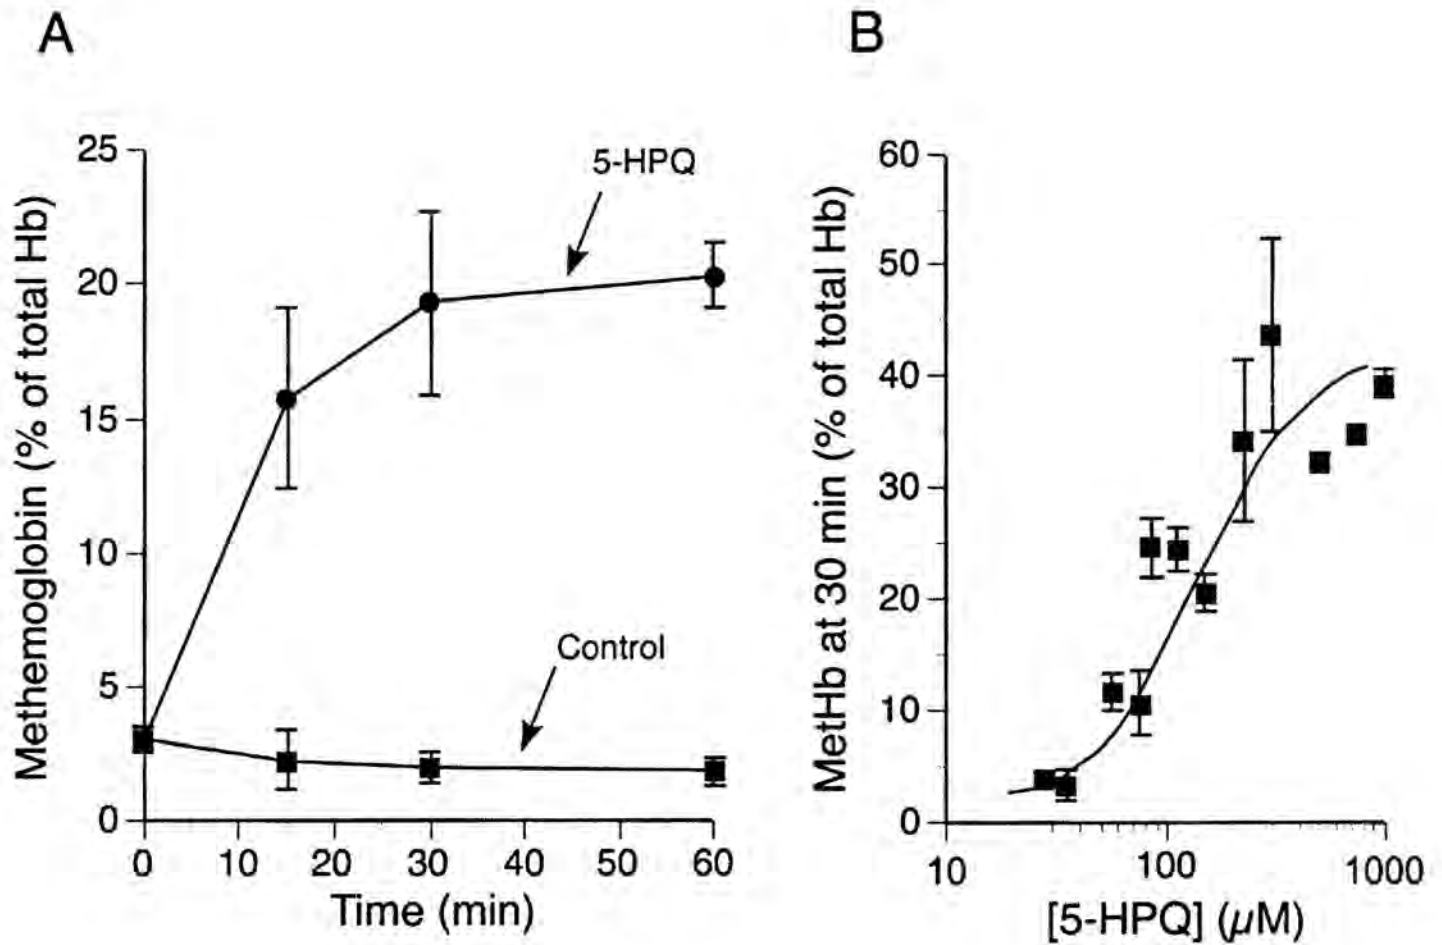 A
Methemoglobin (% of total Hb)
25
20
15
10
5
0
5-HPQ
Control
0 10 20 30 40 50 60
Time (min)
B
MetHb at 30 min (% of total Hb)
60
50
40
30
20
10
0
10 100 1000
[5-HPQ] (µM)